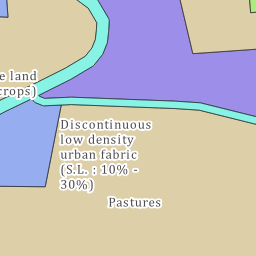 e land
crops)
Discontinuous
low density
urban fabric
(S.L. : 10% -
30%)
Pastures